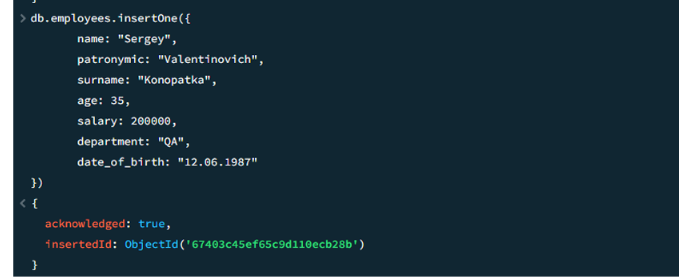 > db.employees.insertOne({
name: "Sergey",
patronymic: "Valentinovich",
surname: "Konopatka",
age: 35,
salary: 200000,
department: "QA",
date_of_birth: "12.06.1987"
})
< {
acknowledged: true,
insertedId: ObjectId('67403c45ef65c9d110ecb28b')
}